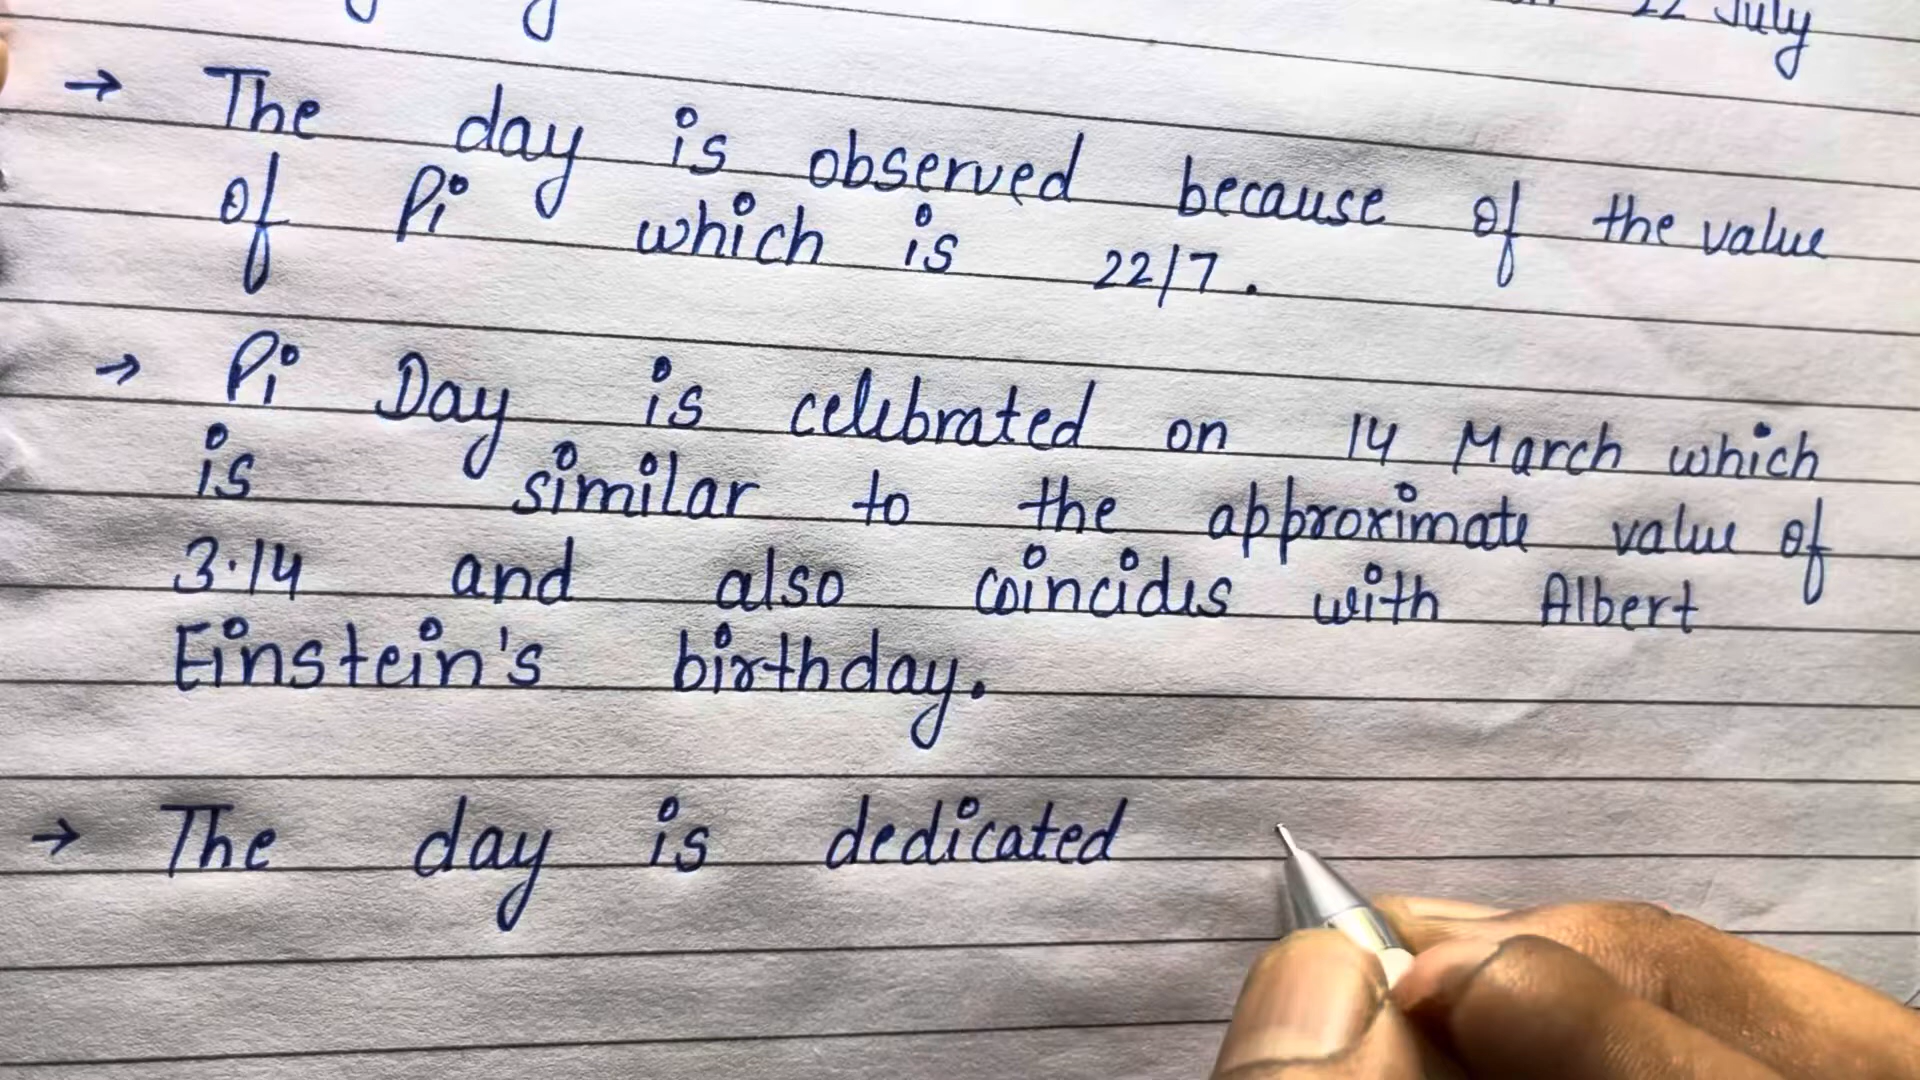 22 July
→ The day is observed because of the value
of Pi which is 22/7.
→ Pi Day is celebrated on 14 March which
is similar to the approximate value of
3.14 and also coincides with Albert
Einstein's birthday.
→ The day is dedicated